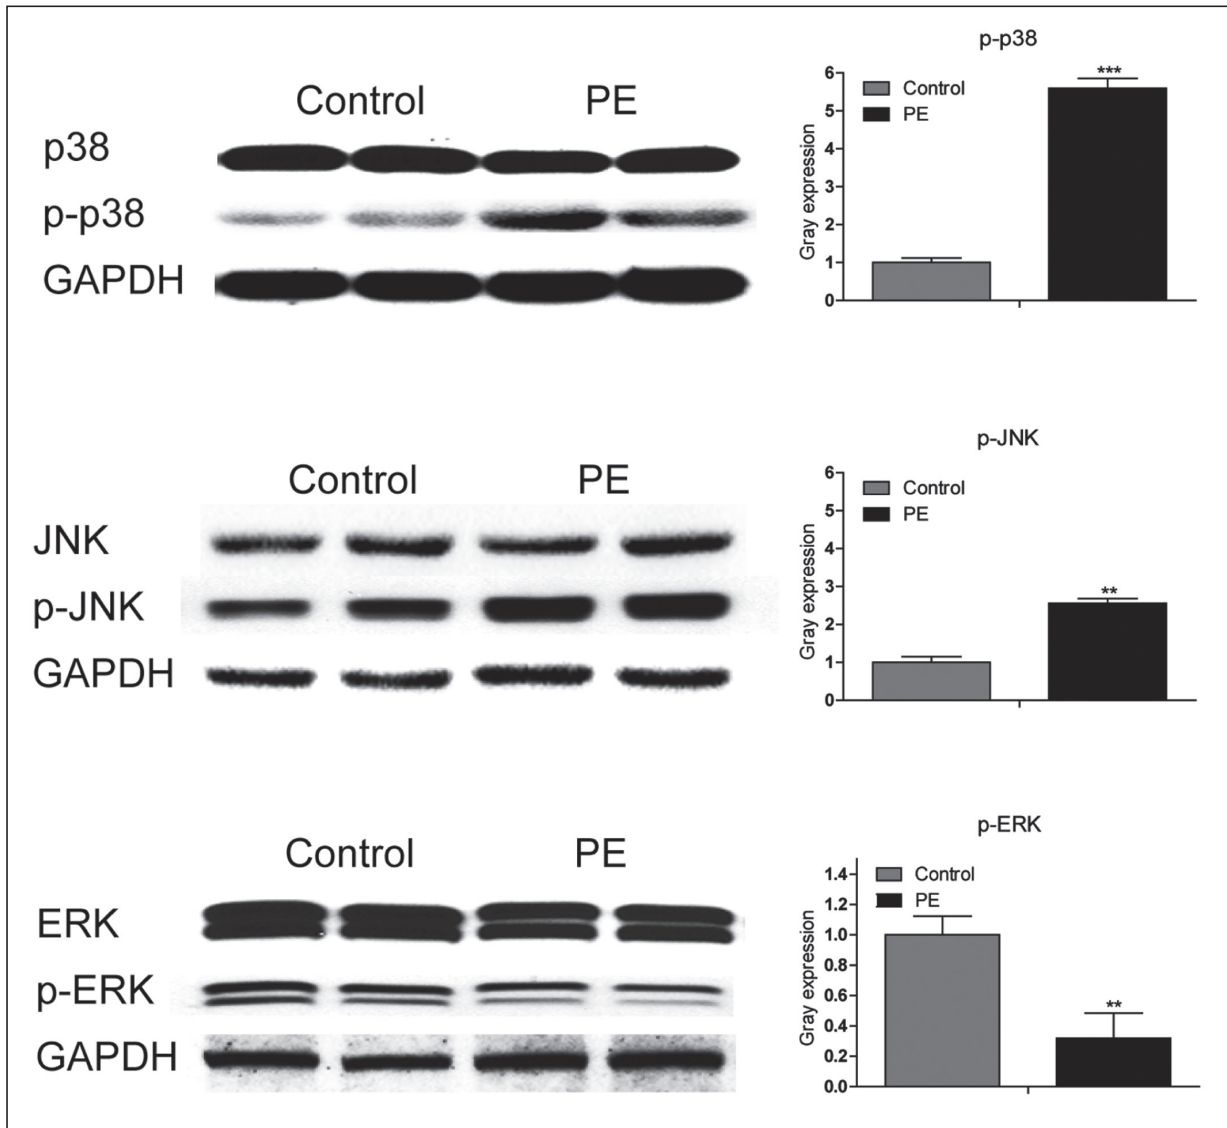 p-p38
Control PE
p38
p-p38
GAPDH
Control
PE
Gray expression
6
5
4
3
2
1
0
***
p-JNK
Control PE
JNK
p-JNK
GAPDH
Control
PE
Gray expression
6
5
4
3
2
1
0
**
p-ERK
Control PE
ERK
p-ERK
GAPDH
Control
PE
Gray expression
1.4
1.2
1.0
0.8
0.6
0.4
0.2
0.0
**